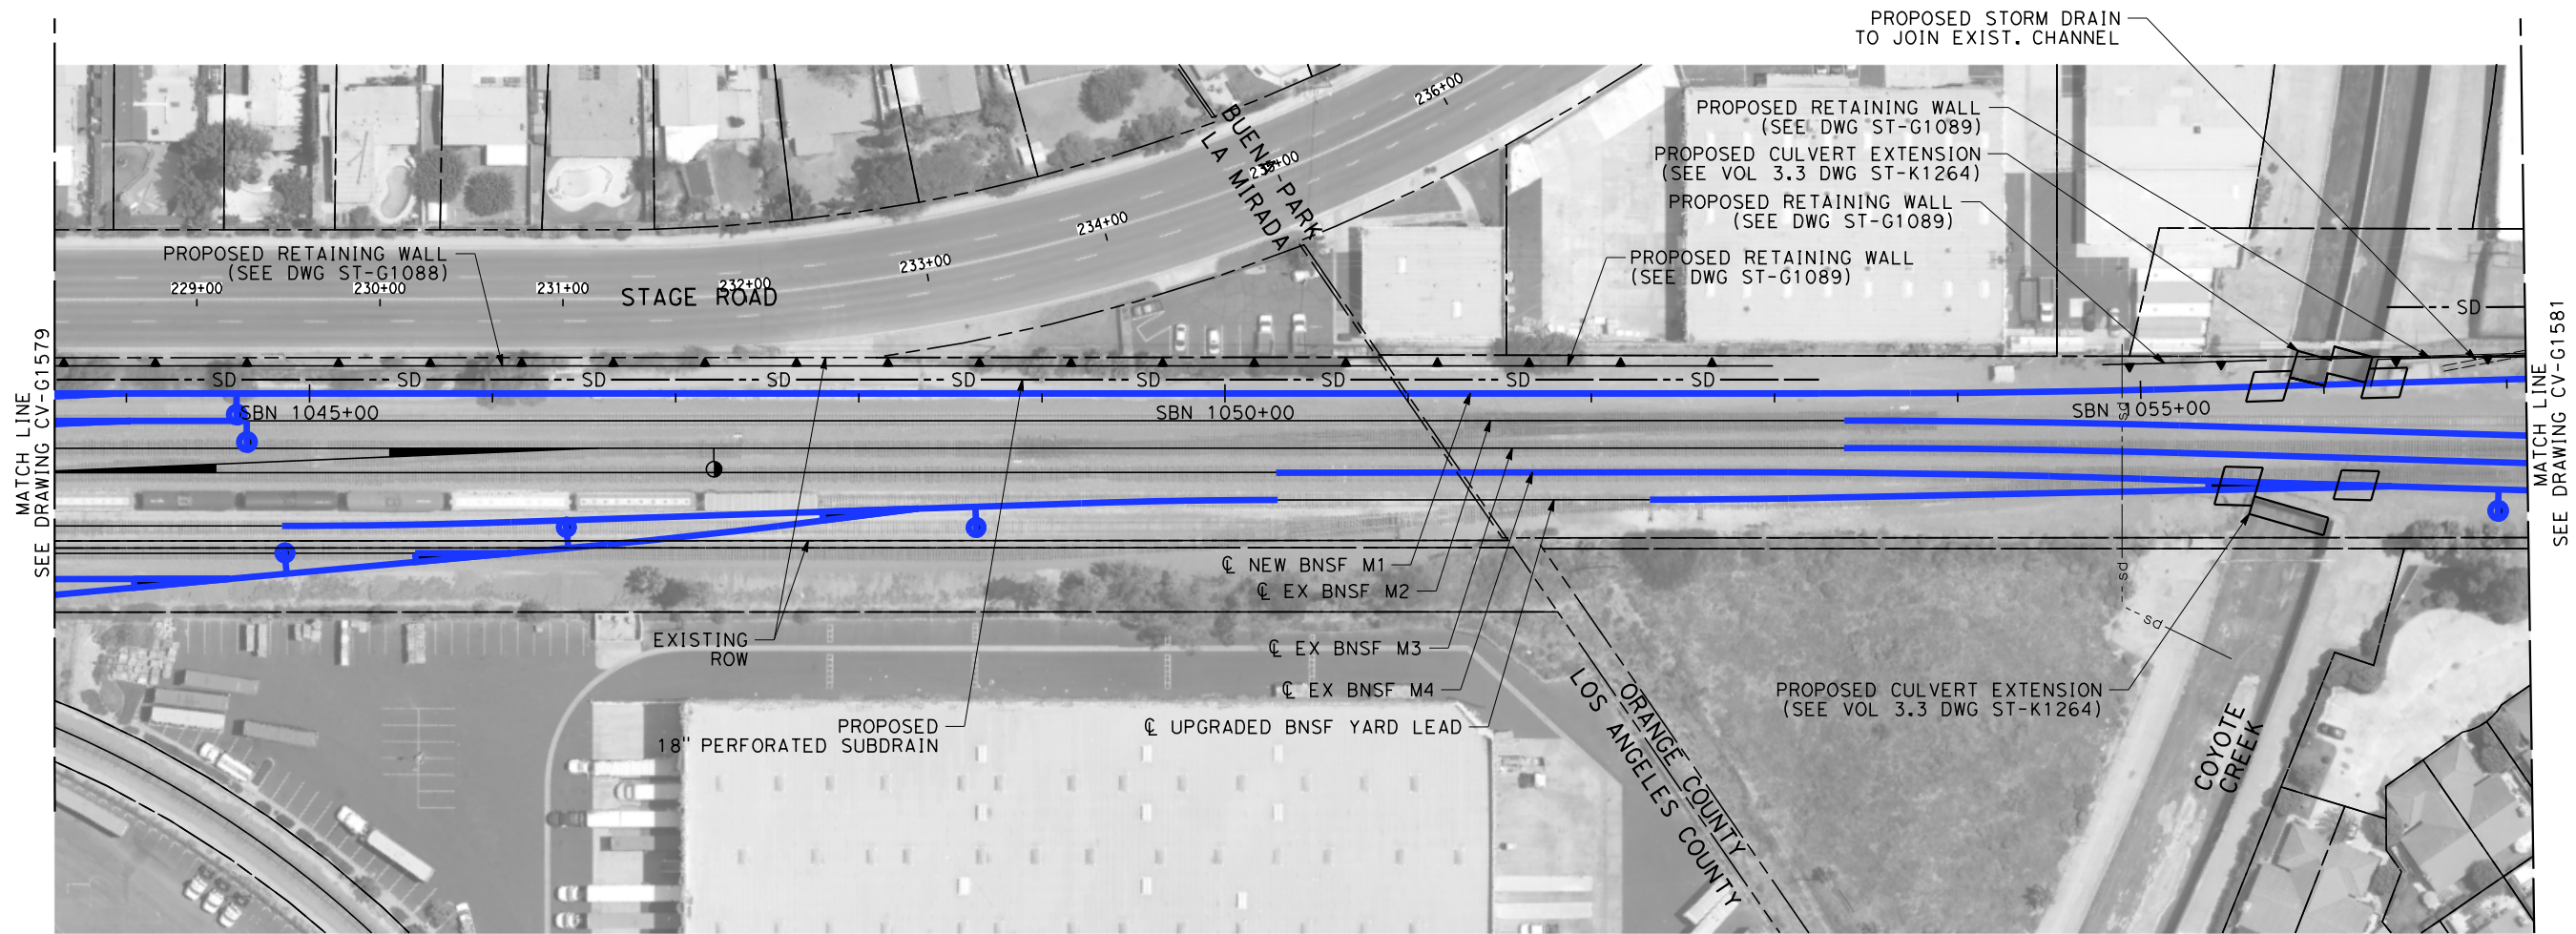 PROPOSED STORM DRAIN
TO JOIN EXIST. CHANNEL
PROPOSED RETAINING WALL
(SEE DWG ST-G1089)
PROPOSED CULVERT EXTENSION
(SEE VOL 3.3 DWG ST-K1264)
PROPOSED RETAINING WALL
(SEE DWG ST-G1089)
PROPOSED RETAINING WALL
(SEE DWG ST-G1089)
PROPOSED RETAINING WALL
(SEE DWG ST-G1088)
229+00
230+00
231+00
232+00
233+00
234+00
235+00
236+00
STAGE ROAD
BUENA PARK
LA MIRADA
MATCH LINE
SEE DRAWING CV-G1579
MATCH LINE
SEE DRAWING CV-G1581
SD
SD
SD
SD
SD
SD
SD
SD
SD
SD
SBN 1045+00
SBN 1050+00
SBN 1055+00
sd
sd
sd
℄ NEW BNSF M1
℄ EX BNSF M2
℄ EX BNSF M3
℄ EX BNSF M4
℄ UPGRADED BNSF YARD LEAD
EXISTING
ROW
PROPOSED
18" PERFORATED SUBDRAIN
ORANGE COUNTY
LOS ANGELES COUNTY
PROPOSED CULVERT EXTENSION
(SEE VOL 3.3 DWG ST-K1264)
COYOTE
CREEK